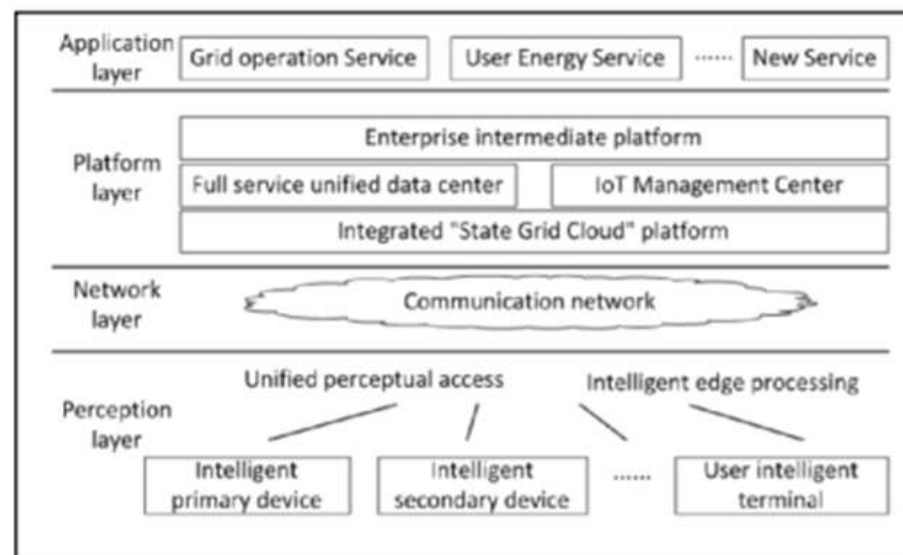 Application
layer
Grid operation Service
User Energy Service
......
New Service
Platform
layer
Enterprise intermediate platform
Full service unified data center
IoT Management Center
Integrated "State Grid Cloud" platform
Network
layer
Communication network
Perception
layer
Unified perceptual access
Intelligent edge processing
Intelligent
primary device
Intelligent
secondary device
......
User intelligent
terminal